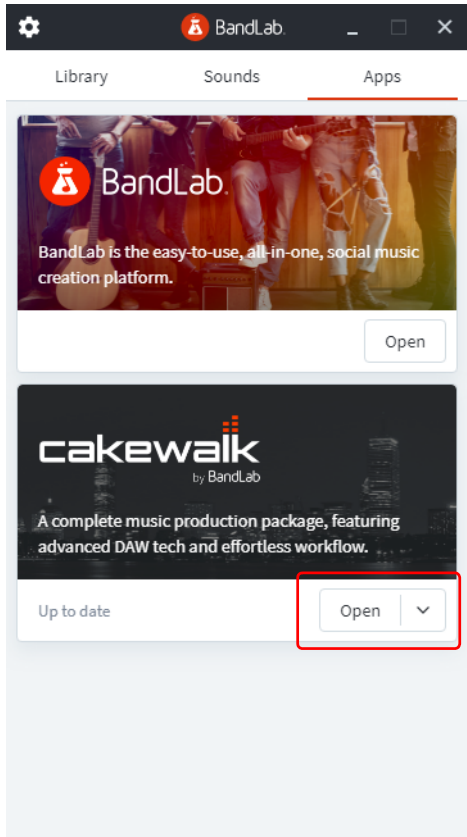 BandLab.
Library Sounds Apps
BandLab.
BandLab is the easy-to-use, all-in-one, social music
creation platform.
Open
cakewalk
by BandLab
A complete music production package, featuring
advanced DAW tech and effortless workflow.
Up to date
Open